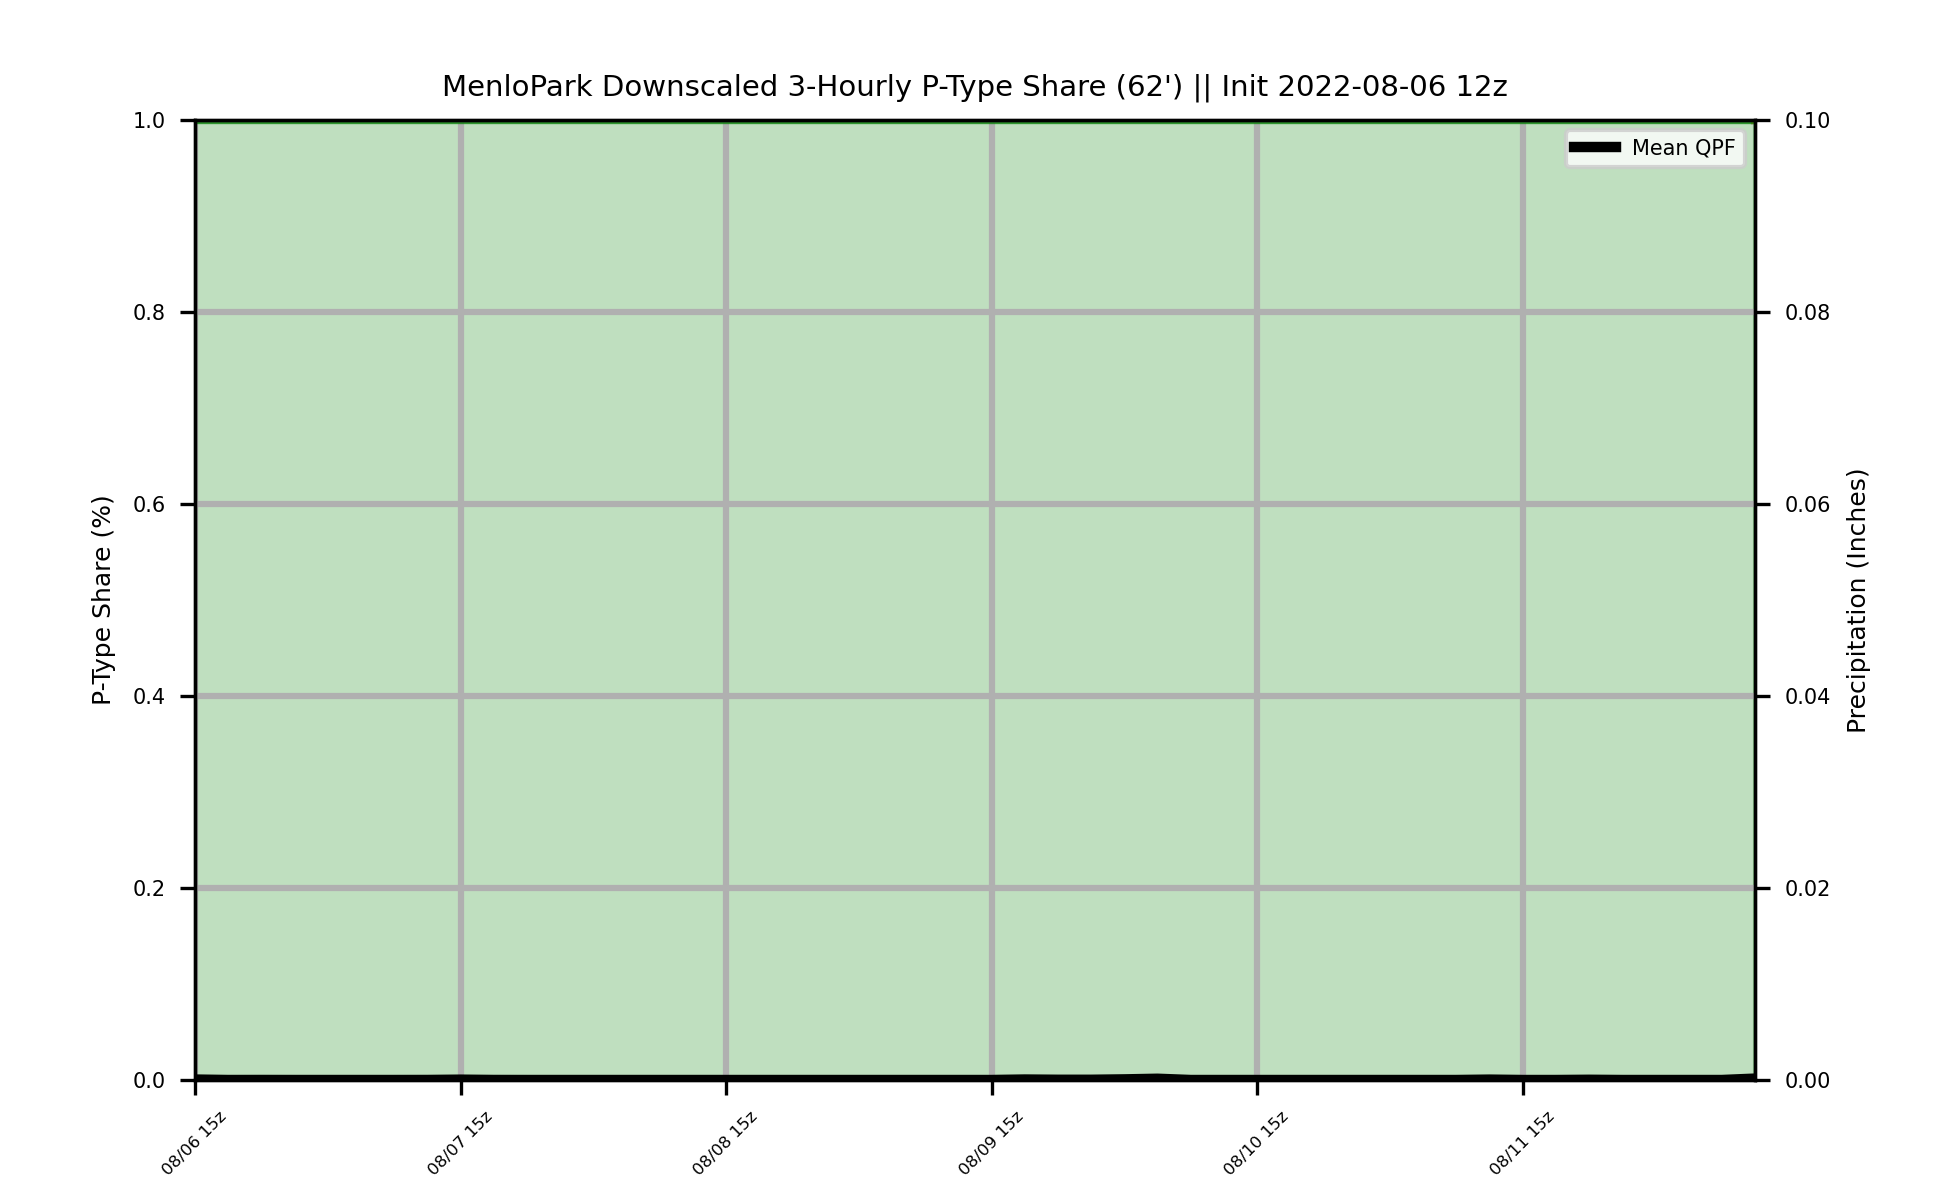 MenloPark Downscaled 3-Hourly P-Type Share (62') || Init 2022-08-06 12z
Mean QPF
P-Type Share (%)
1.0
0.8
0.6
0.4
0.2
0.0
0.10
0.08
0.06
0.04
0.02
0.00
Precipitation (Inches)
08/06 15z
08/07 15z
08/08 15z
08/09 15z
08/10 15z
08/11 15z